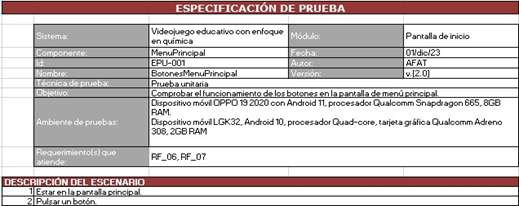 ESPECIFICACIÓN DE PRUEBA
Sistema: Videojuego educativo con enfoque en química Módulo: Pantalla de inicio
Componente: MenuPrincipal Fecha: 01/dic/23
Id: EPU-001 Autor: AFAT
Nombre: BotonesMenuPrincipal Versión: v.[2.0]
Técnica de prueba: Prueba unitaria
Objetivo: Comprobar el funcionamiento de los botones en la pantalla de menú principal.
Ambiente de pruebas: Dispositivo móvil OPPO 19 2020 con Android 11, procesador Qualcomm Snapdragon 665, 8GB RAM.
Dispositivo móvil LGK32, Android 10, procesador Quad-core, tarjeta gráfica Qualcomm Adreno 308, 2GB RAM
Requerimiento(s) que atiende: RF_06, RF_07
DESCRIPCIÓN DEL ESCENARIO
1 Estar en la pantalla principal.
2 Pulsar un botón.